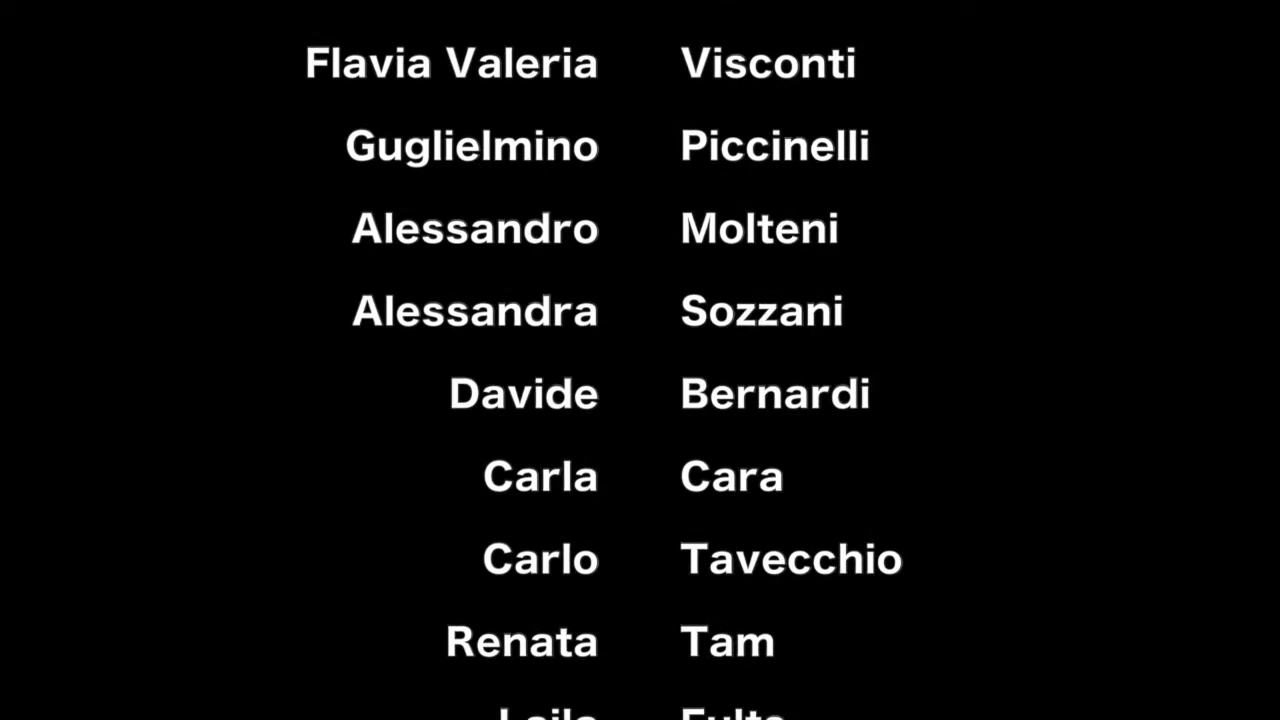 Flavia Valeria Visconti
Guglielmino Piccinelli
Alessandro Molteni
Alessandra Sozzani
Davide Bernardi
Carla Cara
Carlo Tavecchio
Renata Tam